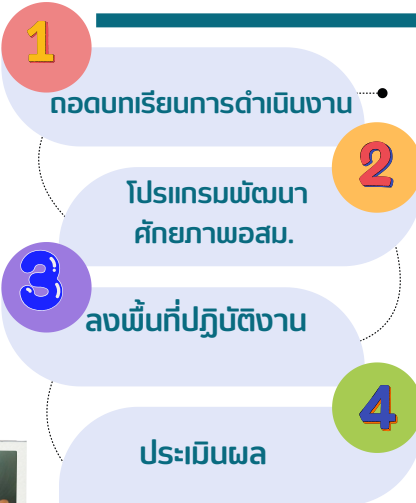 1
ถอดบทเรียนการดำเนินงาน
2
โปรแกรมพัฒนา
ศักยภาพอสม.
3
ลงพื้นที่ปฏิบัติงาน
4
ประเมินผล